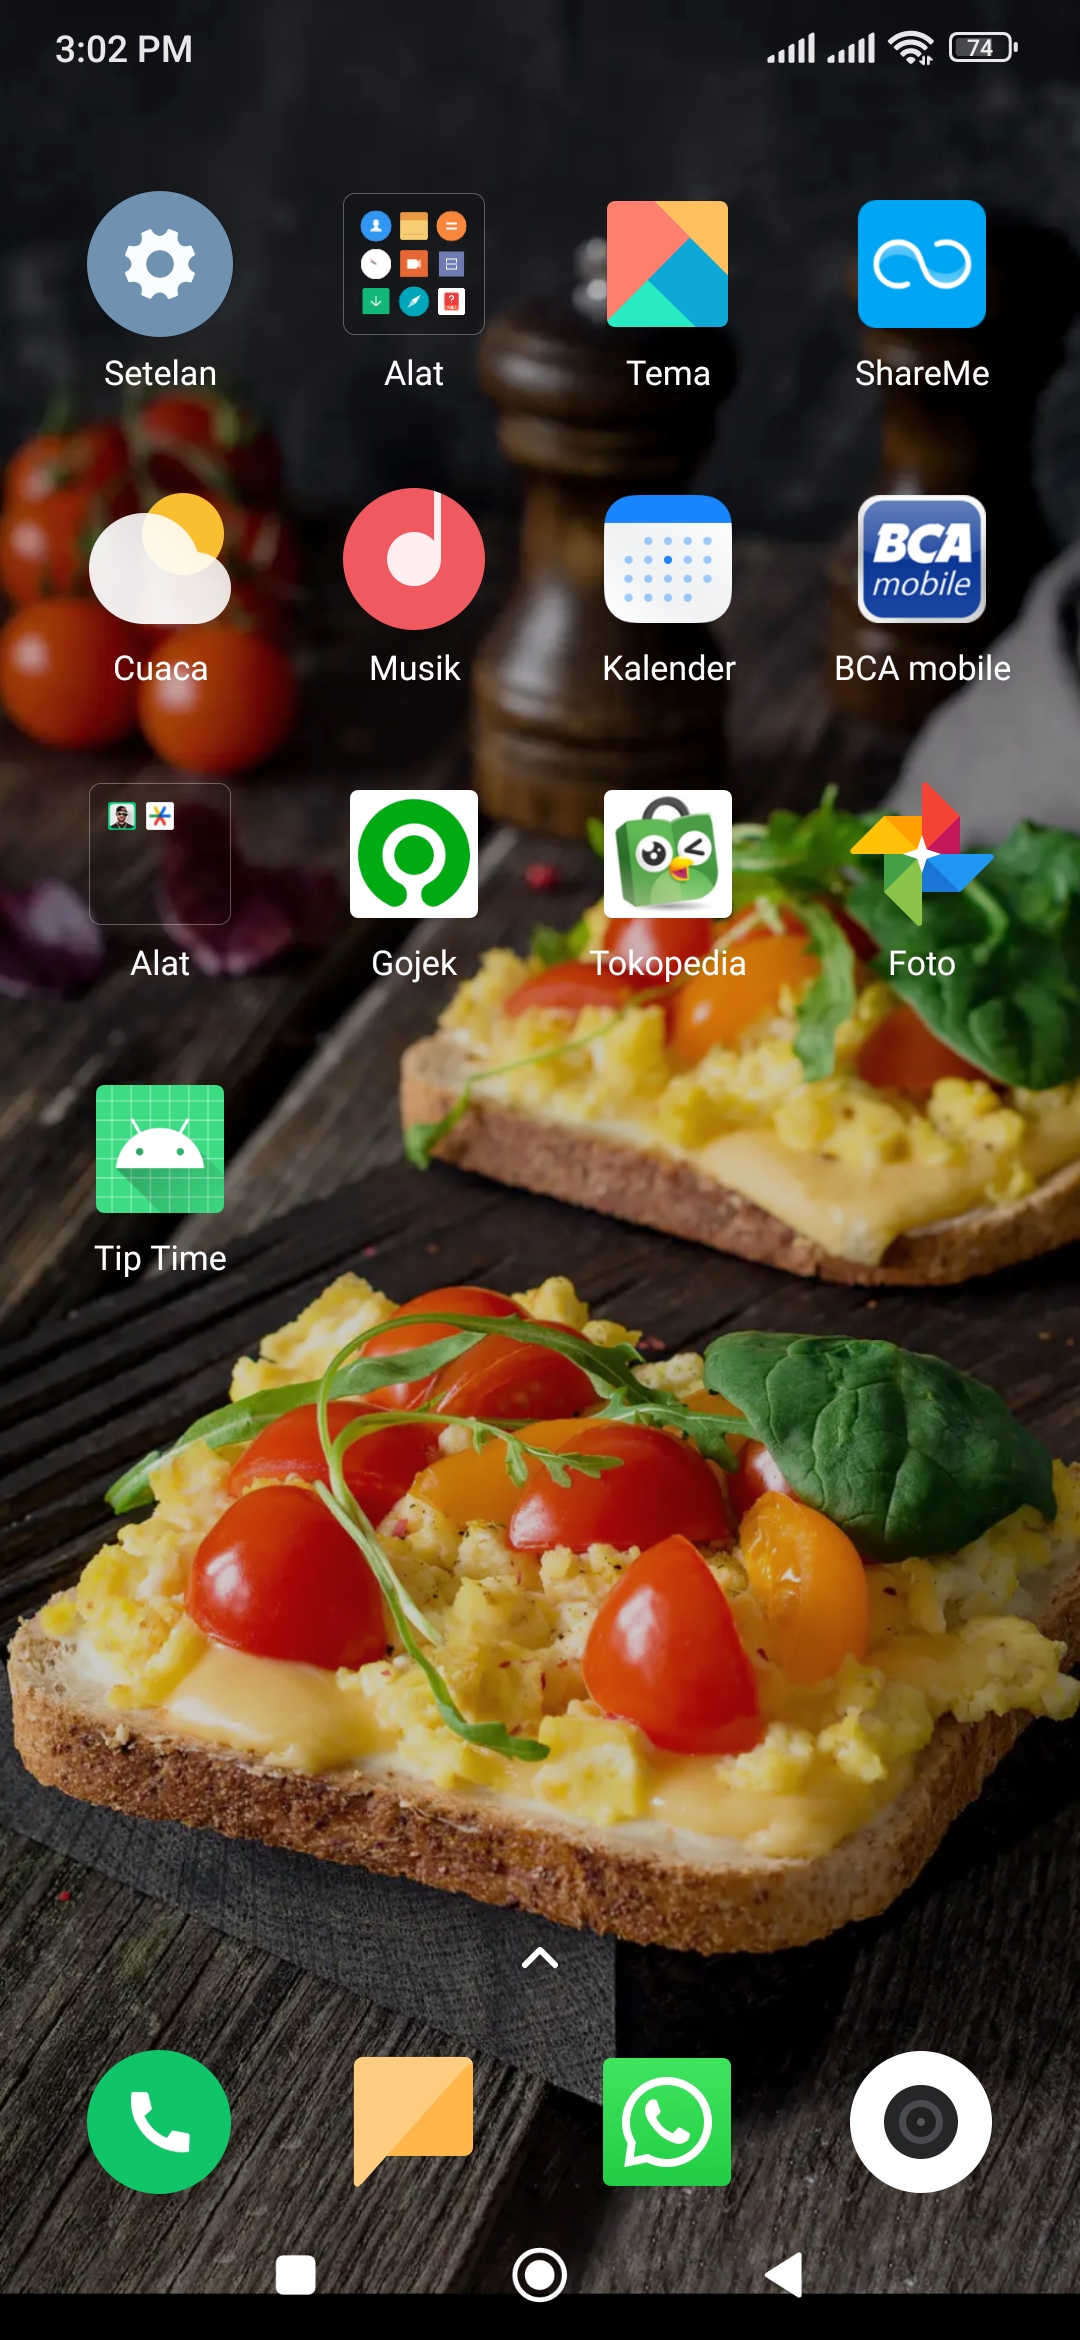 3:02 PM 74
Setelan Alat Tema ShareMe
BCA
mobile
Cuaca Musik Kalender BCA mobile
Alat Gojek Tokopedia Foto
Tip Time